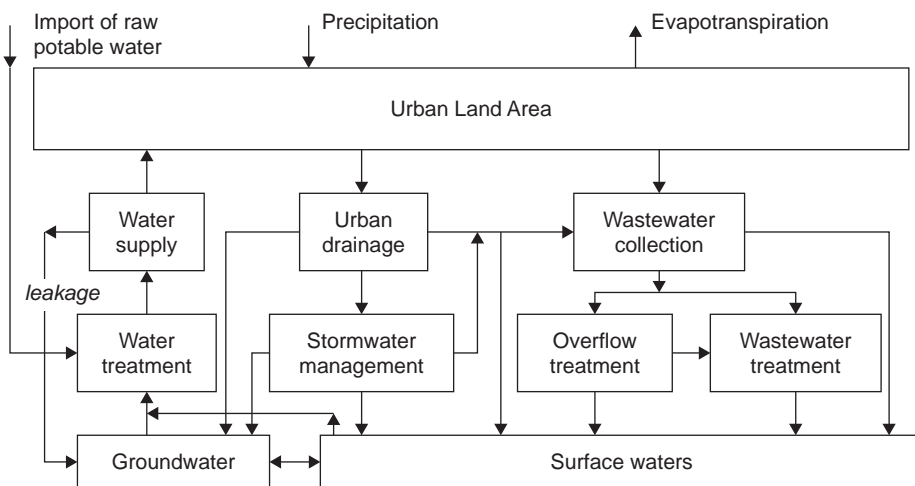 Import of raw
potable water
Precipitation
Evapotranspiration
Urban Land Area
Water
supply
Urban
drainage
Wastewater
collection
leakage
Water
treatment
Stormwater
management
Overflow
treatment
Wastewater
treatment
Groundwater
Surface waters